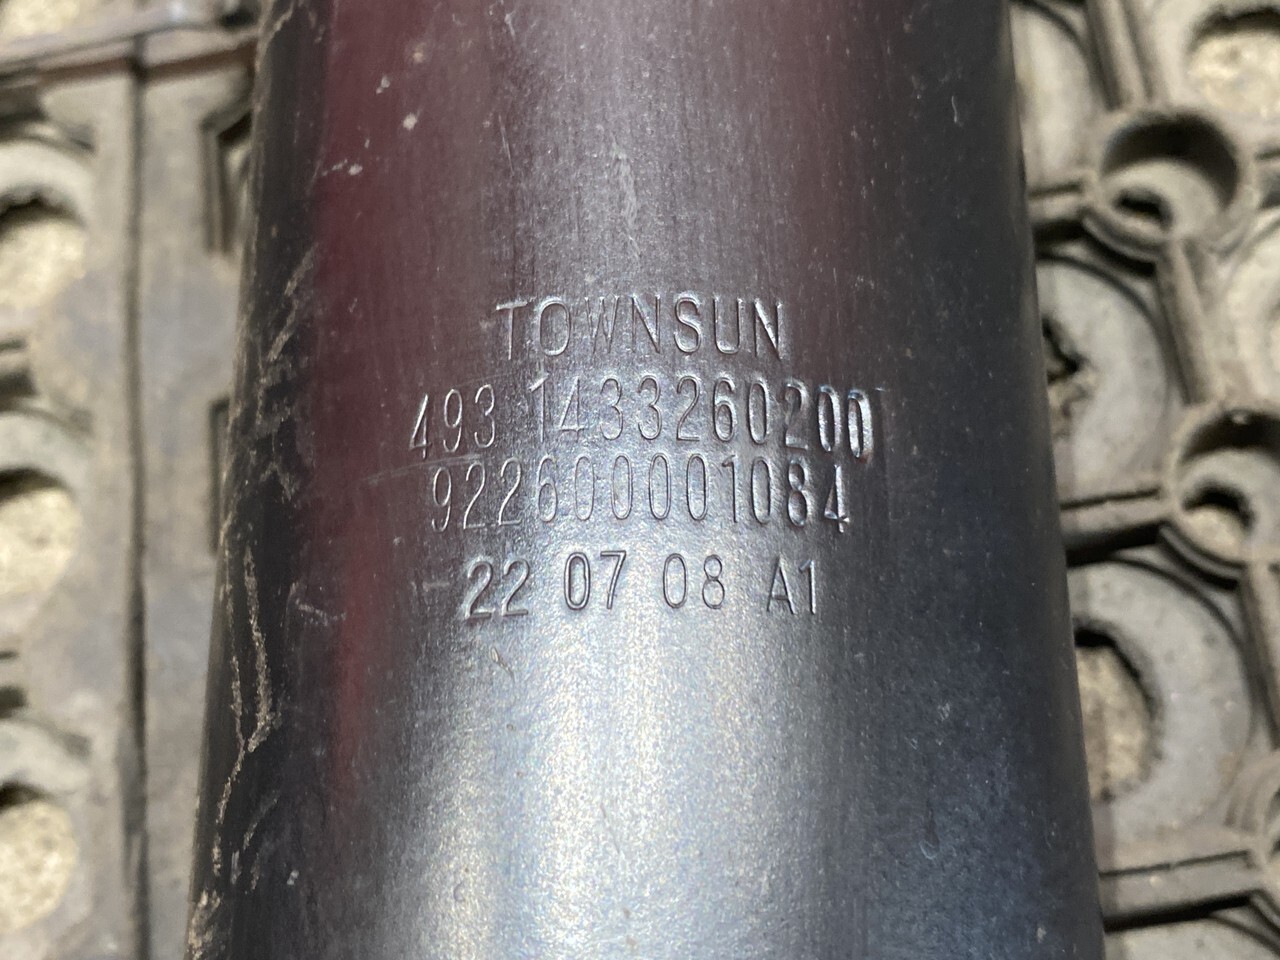 TOWNSUN
493 1433260200
922600001084
22 07 08 A1